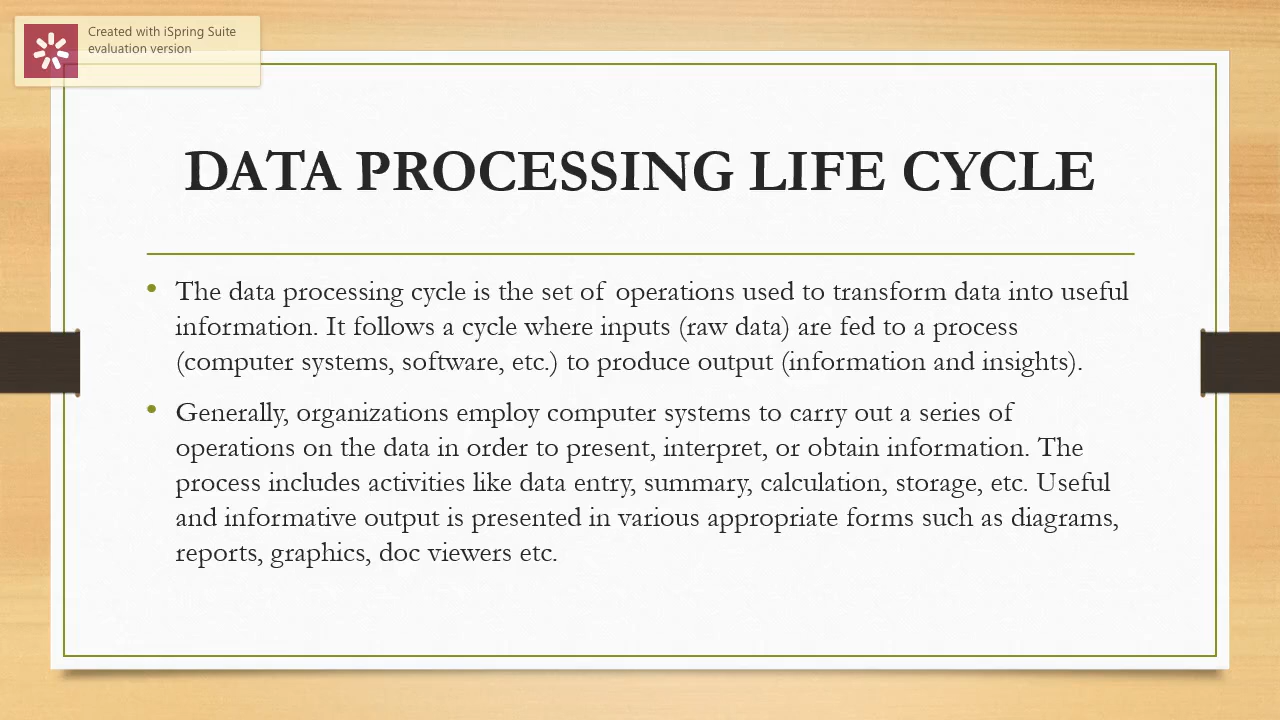 Created with iSpring Suite
evaluation version
DATA PROCESSING LIFE CYCLE
• The data processing cycle is the set of operations used to transform data into useful
information. It follows a cycle where inputs (raw data) are fed to a process
(computer systems, software, etc.) to produce output (information and insights).
• Generally, organizations employ computer systems to carry out a series of
operations on the data in order to present, interpret, or obtain information. The
process includes activities like data entry, summary, calculation, storage, etc. Useful
and informative output is presented in various appropriate forms such as diagrams,
reports, graphics, doc viewers etc.